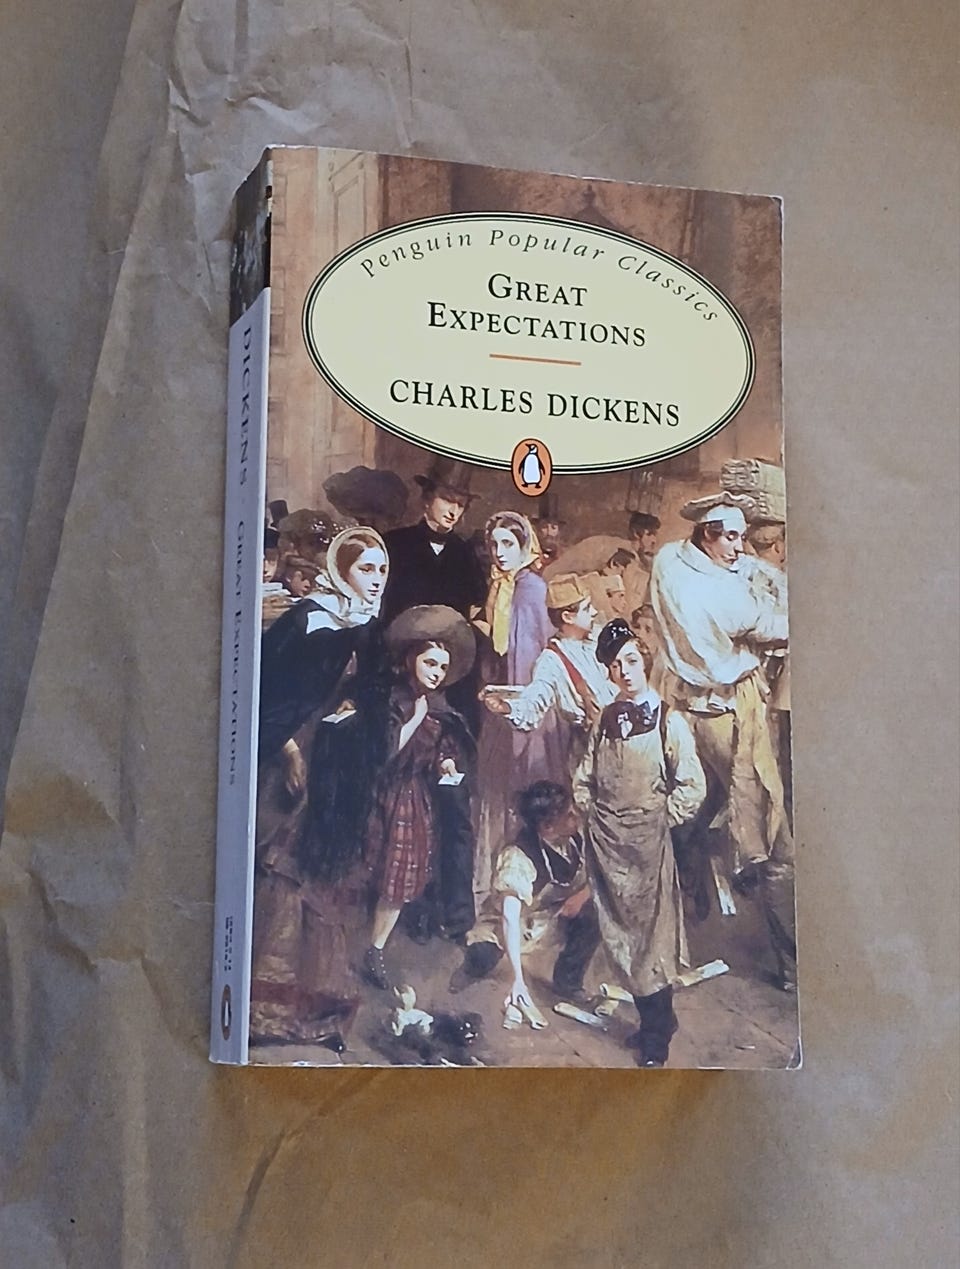 Penguin Popular Classics
GREAT
EXPECTATIONS
CHARLES DICKENS
DICKENS · GREAT EXPECTATIONS